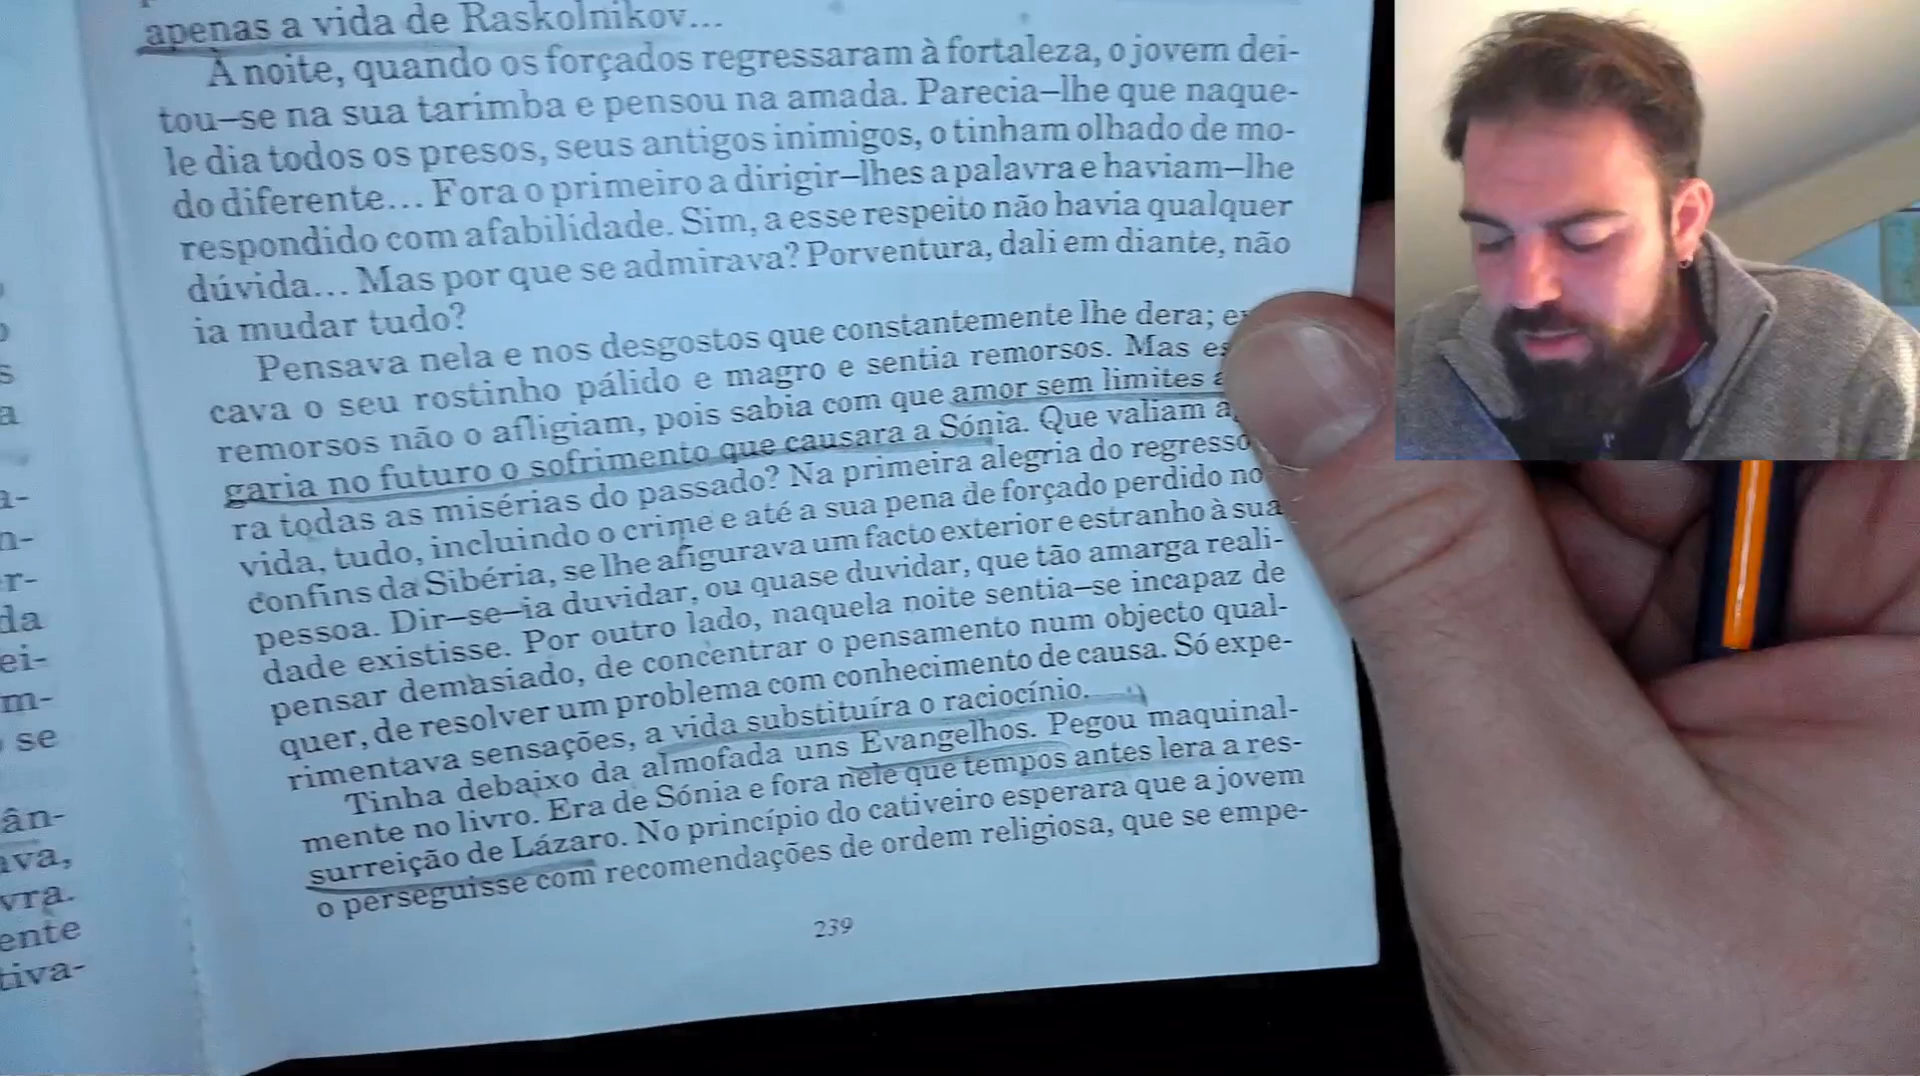 apenas a vida de Raskolnikov...
À noite, quando os forçados regressaram à fortaleza, o jovem dei-
tou–se na sua tarimba e pensou na amada. Parecia–lhe que naque-
le dia todos os presos, seus antigos inimigos, o tinham olhado de mo-
do diferente... Fora o primeiro a dirigir–lhes a palavra e haviam–lhe
respondido com afabilidade. Sim, a esse respeito não havia qualquer
dúvida... Mas por que se admirava? Porventura, dali em diante, não
ia mudar tudo?
Pensava nela e nos desgostos que constantemente lhe dera;
cava o seu rostinho pálido e magro e sentia remorsos. Mas
remorsos não o afligiam, pois sabia com que amor sem limites
garia no futuro o sofrimento que causara a Sónia. Que valiam
ra todas as misérias do passado? Na primeira alegria do regresso
vida, tudo, incluindo o crime e até a sua pena de forçado perdido no
confins da Sibéria, se lhe afigurava um facto exterior e estranho à sua
pessoa. Dir–se–ia duvidar, ou quase duvidar, que tão amarga reali-
dade existisse. Por outro lado, naquela noite sentia–se incapaz de
pensar demasiado, de concentrar o pensamento num objecto qual-
quer, de resolver um problema com conhecimento de causa. Só expe-
rimentava sensações, a vida substituíra o raciocínio.
Tinha debaixo da almofada uns Evangelhos. Pegou maquinal-
mente no livro. Era de Sónia e fora nele que tempos antes lera a res-
surreição de Lázaro. No princípio do cativeiro esperara que a jovem
o perseguisse com recomendações de ordem religiosa, que se empe-
239
s
a
a-
n-
r-
da
ei-
m-
se
ân-
ava,
vra.
ente
tiva-